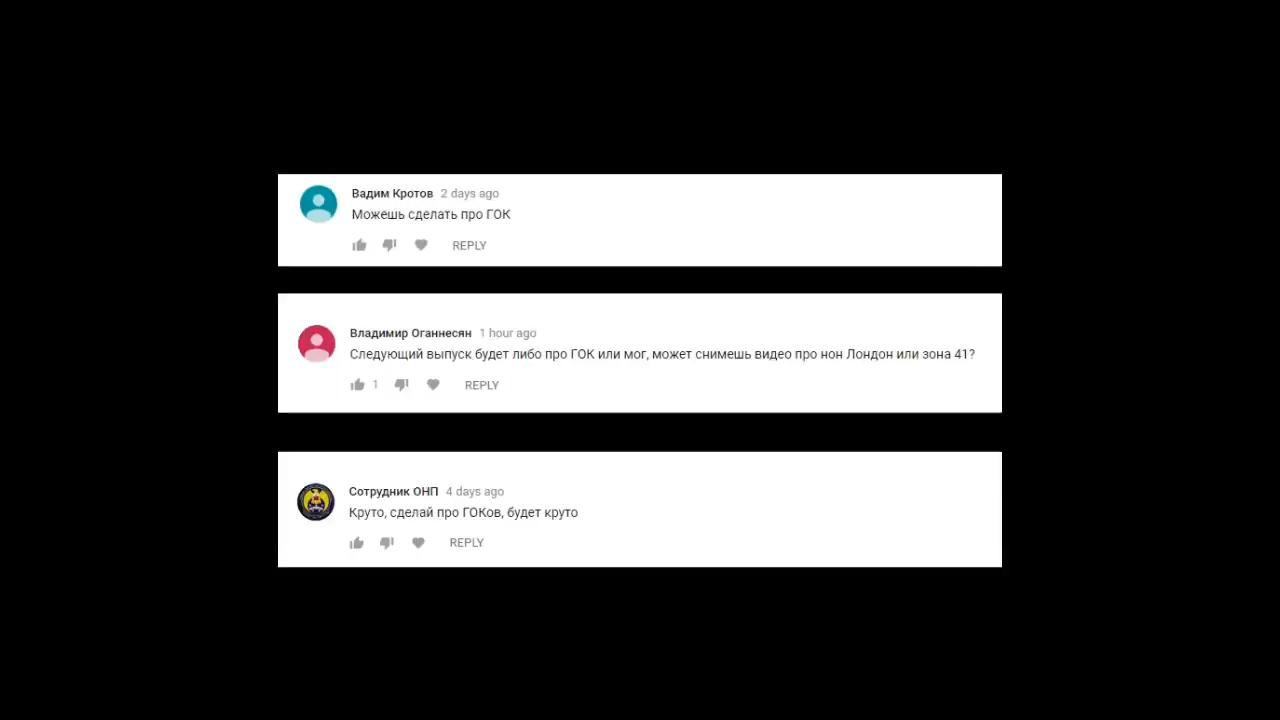 Вадим Кротов 2 days ago
Можешь сделать про ГОК
REPLY
Владимир Оганнесян 1 hour ago
Следующий выпуск будет либо про ГОК или мог, может снимешь видео про нон Лондон или зона 41?
1 REPLY
Сотрудник ОНП 4 days ago
Круто, сделай про ГОКов, будет круто
REPLY